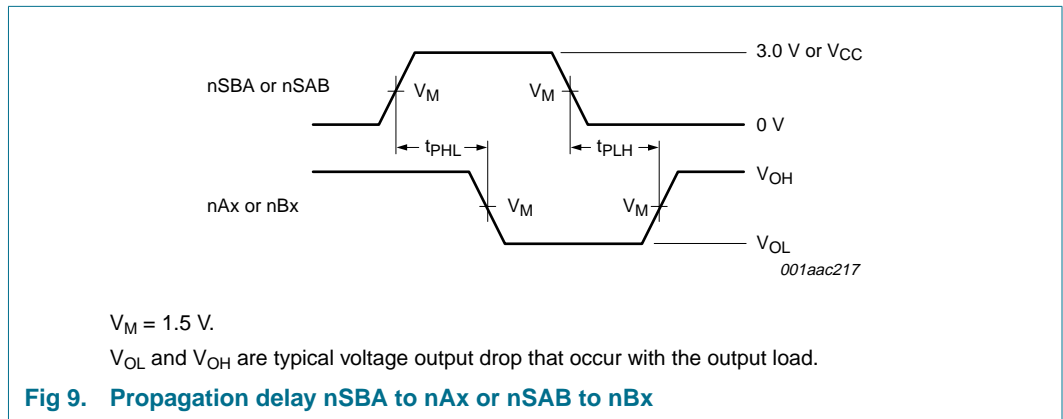 3.0 V or VCC
nSBA or nSAB
VM
VM
0 V
tPHL
tPLH
VOH
nAx or nBx
VM
VM
VOL
001aac217
VM = 1.5 V.
VOL and VOH are typical voltage output drop that occur with the output load.
Fig 9. Propagation delay nSBA to nAx or nSAB to nBx